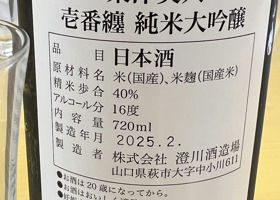 壱番纏 純米大吟醸
品目 日本酒
原材料名 米(国産)、米麹(国産米)
精米歩合 40%
アルコール分 16度
内容量 720ml
製造年月 2025.2.
製造者 株式会社 澄川酒造場
山口県萩市大字中小川611
●お酒は20歳になってから。